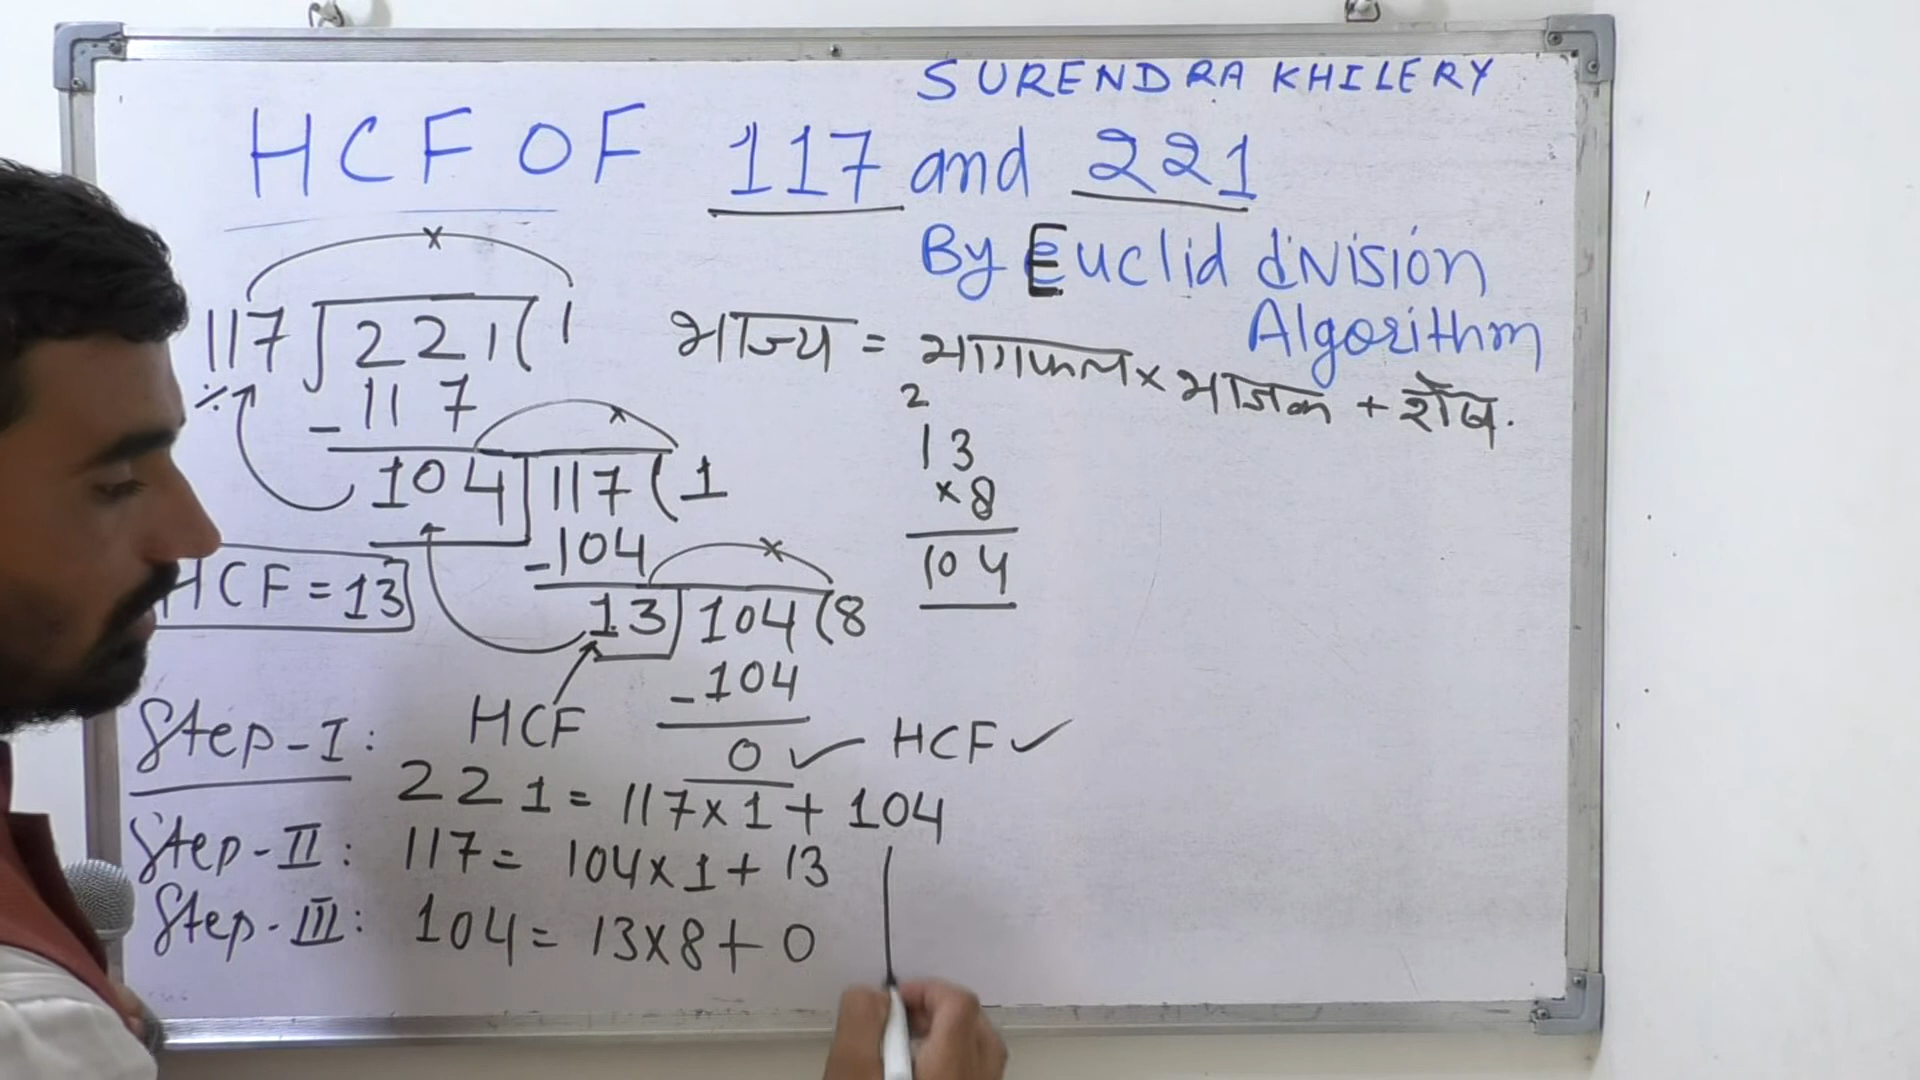 SURENDRA KHILERY
HCF OF 117 and 221
By Euclid division
Algorithm
117 221 ( 1
- 117
104 117 ( 1
- 104
13 104 ( 8
- 104
0 ✓ HCF ✓
भाज्य = भागफल × भाजक + शेष.
2
13
× 8
104
HCF = 13
HCF
Step-I:
221 = 117×1 + 104
Step-II: 117 = 104×1 + 13
Step-III: 104 = 13×8 + 0